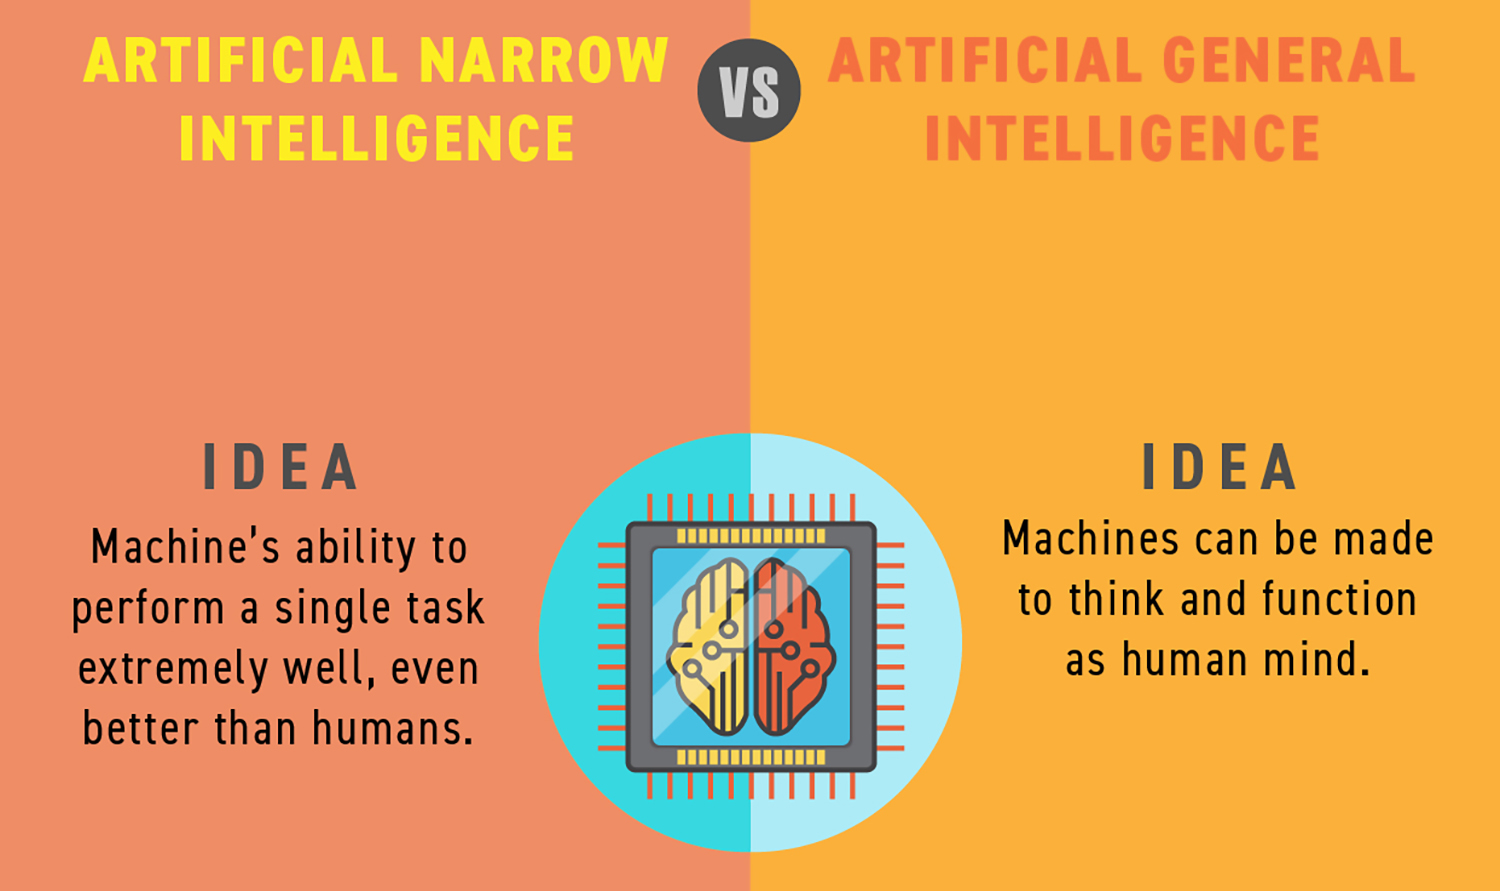 ARTIFICIAL NARROW
INTELLIGENCE
VS
ARTIFICIAL GENERAL
INTELLIGENCE
IDEA
Machine’s ability to
perform a single task
extremely well, even
better than humans.
IDEA
Machines can be made
to think and function
as human mind.